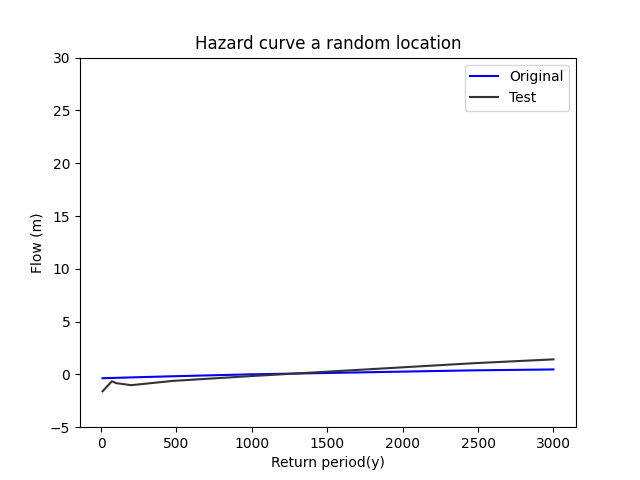 Hazard curve a random location
Original
Test
30
25
20
15
10
5
0
−5
Flow (m)
0 500 1000 1500 2000 2500 3000
Return period(y)